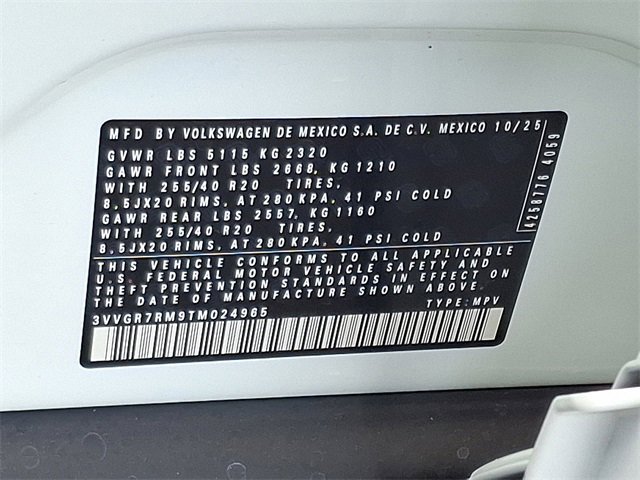 MFD BY VOLKSWAGEN DE MEXICO S.A. DE C.V. MEXICO 10/25
GVWR LBS 5115 KG 2320
GAWR FRONT LBS 2668, KG 1210
WITH 255/40 R20 TIRES,
8,5JX20 RIMS, AT 280 KPA, 41 PSI COLD
GAWR REAR LBS 2557, KG 1160
WITH 255/40 R20 TIRES,
8,5JX20 RIMS, AT 280 KPA, 41 PSI COLD
THIS VEHICLE CONFORMS TO ALL APPLICABLE
U.S. FEDERAL MOTOR VEHICLE SAFETY AND
THEFT PREVENTION STANDARDS IN EFFECT ON
THE DATE OF MANUFACTURE SHOWN ABOVE.
3VVGR7RM9TM024965 TYPE: MPV
4258776 4059